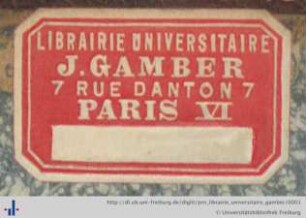 LIBRAIRIE UNIVERSITAIRE
J. GAMBER
7 RUE DANTON 7
PARIS VI
© Universitätsbibliothek Freiburg